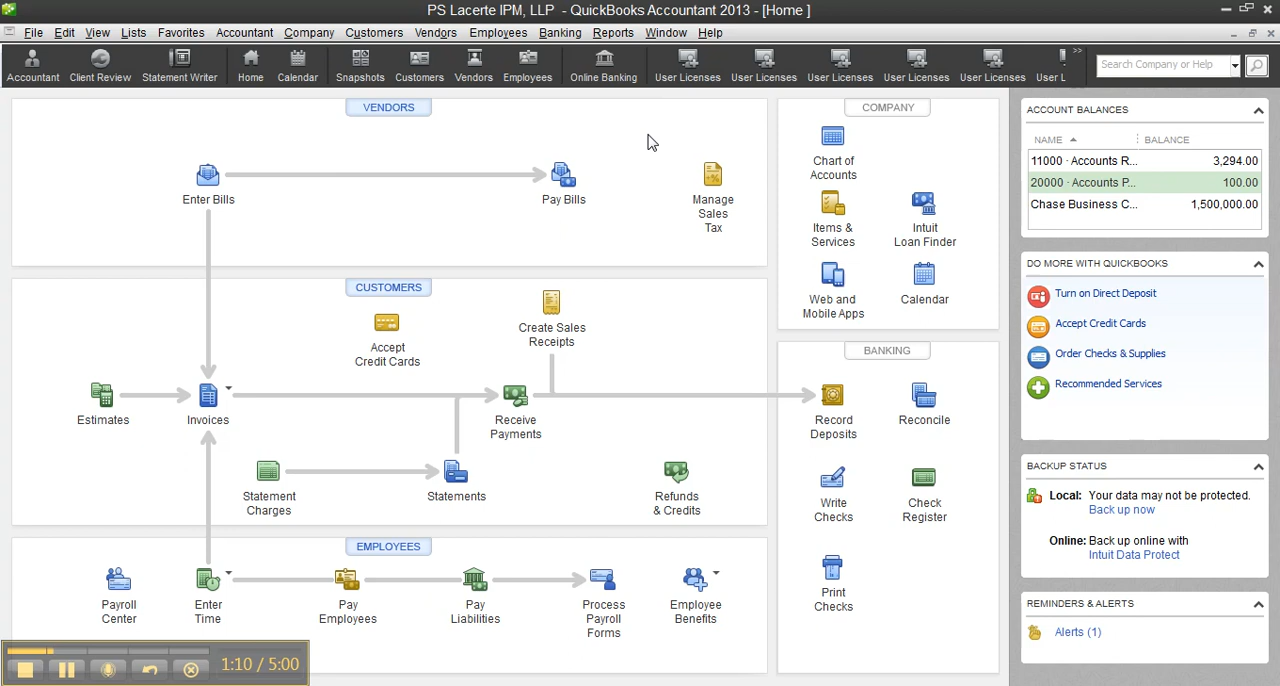 PS Lacerte IPM, LLP - QuickBooks Accountant 2013 - [Home ]
File Edit View Lists Favorites Accountant Company Customers Vendors Employees Banking Reports Window Help
Accountant Client Review Statement Writer Home Calendar Snapshots Customers Vendors Employees Online Banking User Licenses User Licenses User Licenses User Licenses User Licenses User L
Search Company or Help
VENDORS
Enter Bills
Pay Bills
Manage
Sales
Tax
CUSTOMERS
Accept
Credit Cards
Create Sales
Receipts
Estimates
Invoices
Receive
Payments
Statement
Charges
Statements
Refunds
& Credits
EMPLOYEES
Payroll
Center
Enter
Time
Pay
Employees
Pay
Liabilities
Process
Payroll
Forms
Employee
Benefits
1:10 / 5:00
COMPANY
Chart of
Accounts
Items &
Services
Intuit
Loan Finder
Web and
Mobile Apps
Calendar
BANKING
Record
Deposits
Reconcile
Write
Checks
Check
Register
Print
Checks
ACCOUNT BALANCES
NAME BALANCE
11000 · Accounts R... 3,294.00
20000 · Accounts P... 100.00
Chase Business C... 1,500,000.00
DO MORE WITH QUICKBOOKS
Turn on Direct Deposit
Accept Credit Cards
Order Checks & Supplies
Recommended Services
BACKUP STATUS
Local: Your data may not be protected.
Back up now
Online: Back up online with
Intuit Data Protect
REMINDERS & ALERTS
Alerts (1)